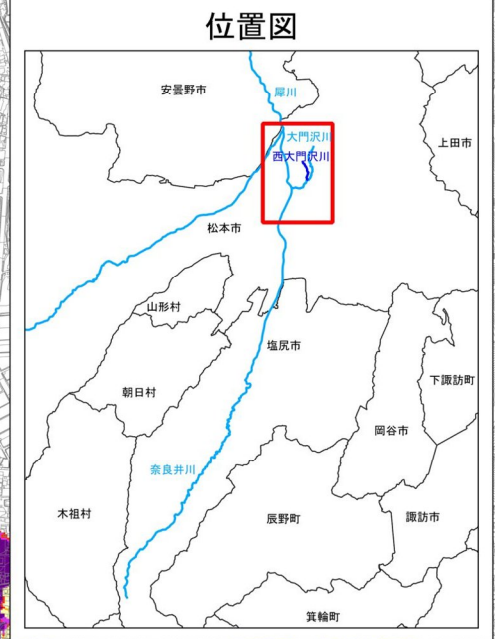 位置図
安曇野市
犀川
大門沢川
上田市
西大門沢川
松本市
山形村
塩尻市
下諏訪町
朝日村
岡谷市
奈良井川
木祖村
辰野町
諏訪市
箕輪町